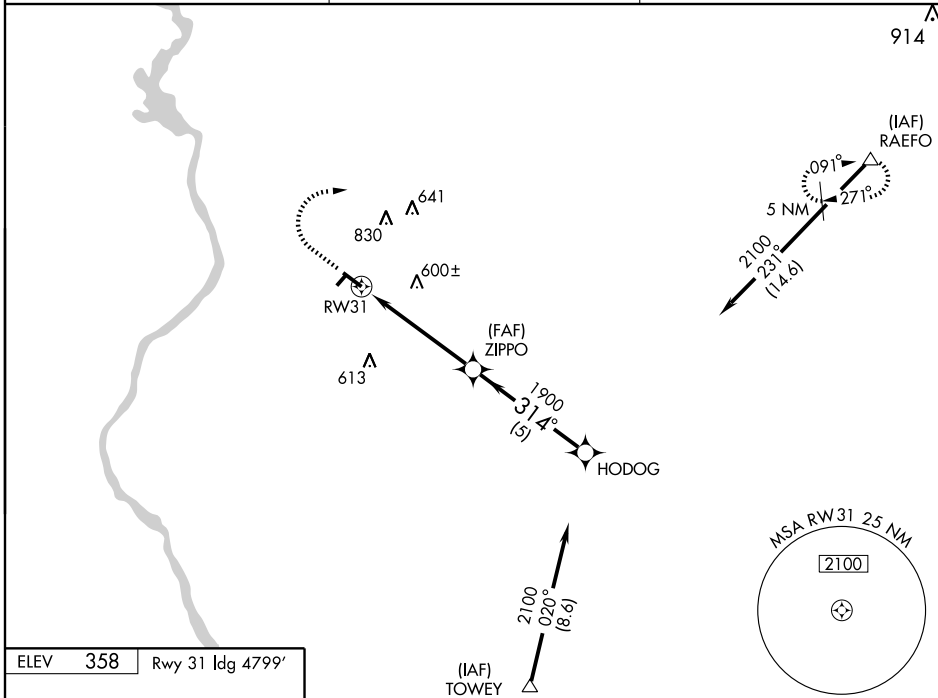 914
(IAF)
RAEFO
091°
271°
5 NM
2100
231°
(14.6)
641
830
600±
RW31
(FAF)
ZIPPO
613
1900
314°
(5)
HODOG
MSA RW31 25 NM
2100
2100
020°
(8.6)
(IAF)
TOWEY
ELEV 358 Rwy 31 ldg 4799'